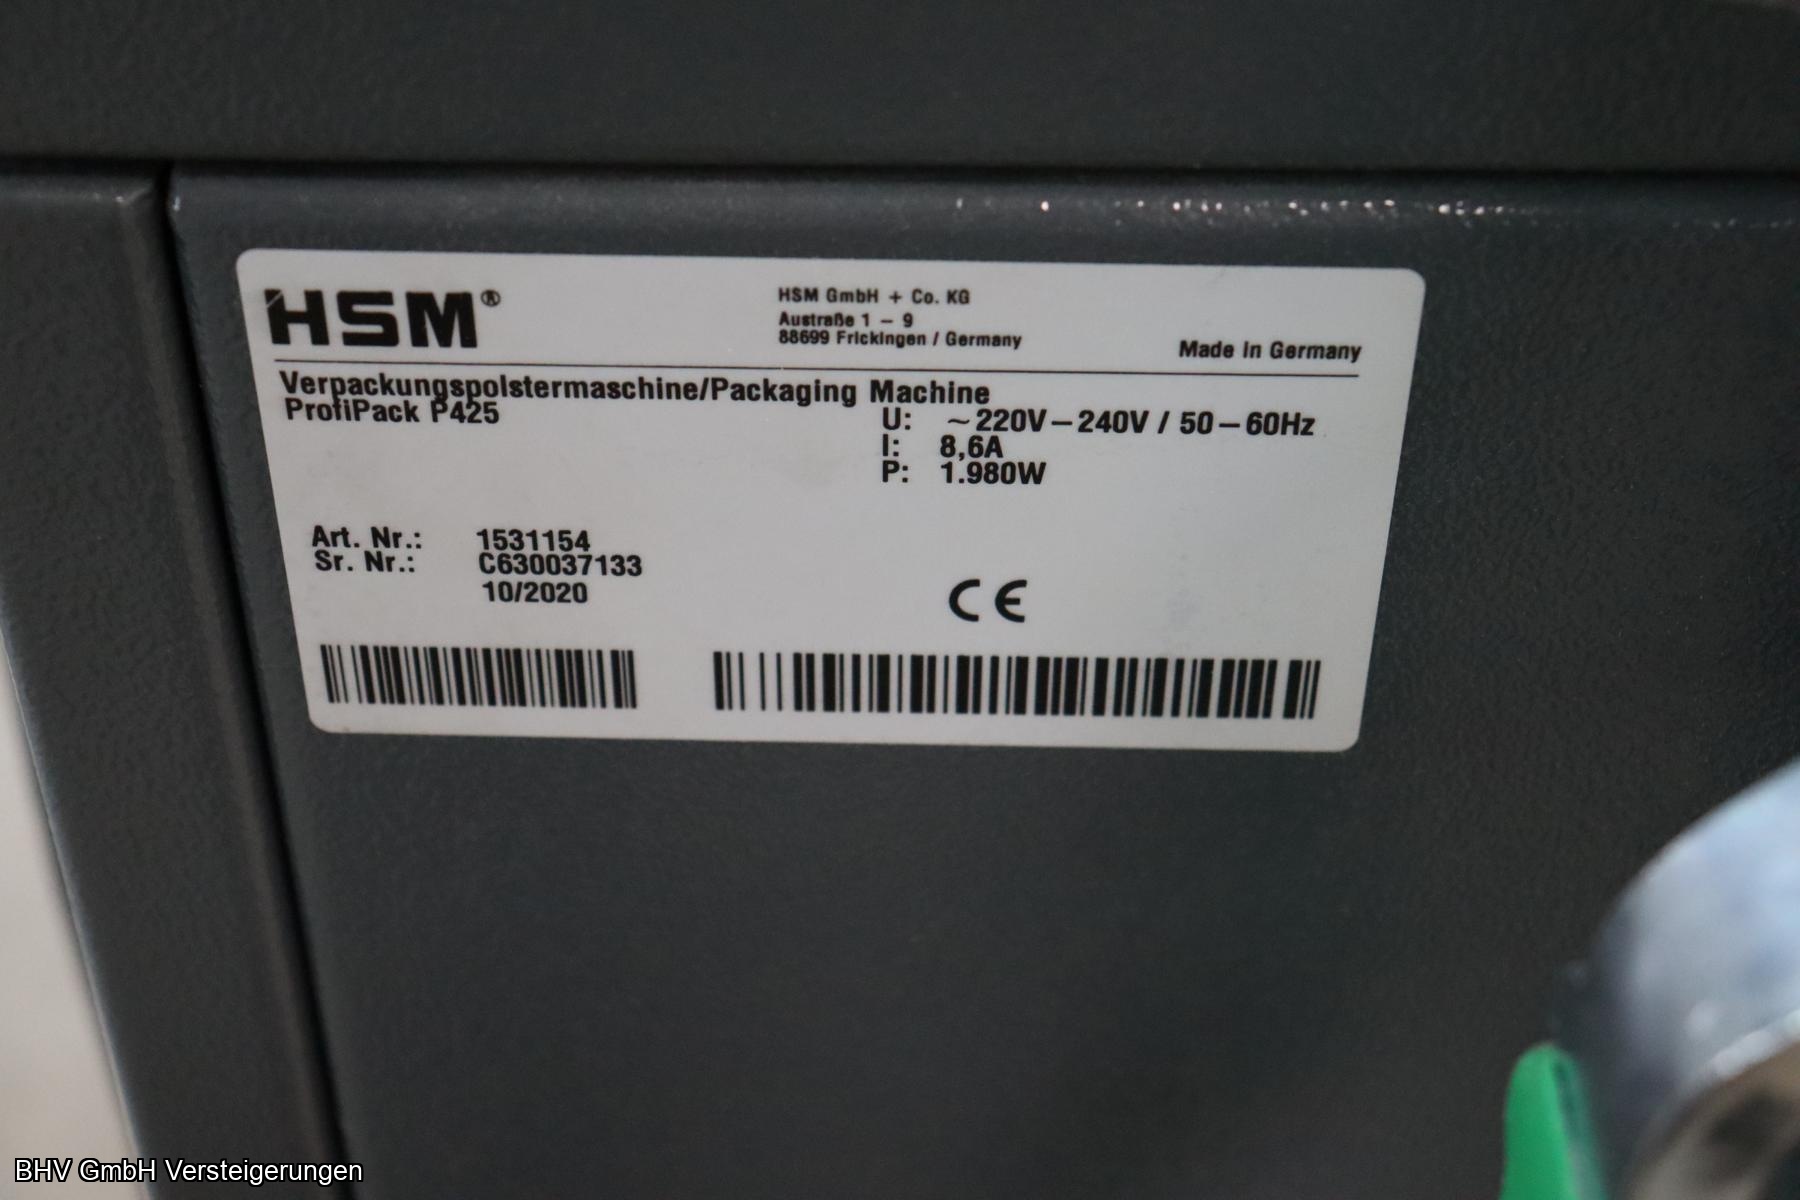 HSM®
HSM GmbH + Co. KG
Austraße 1 – 9
88699 Frickingen / Germany
Made in Germany
Verpackungspolstermaschine/Packaging Machine
ProfiPack P425
U: ~220V–240V / 50–60Hz
I: 8,6A
P: 1.980W
Art. Nr.: 1531154
Sr. Nr.: C630037133
10/2020
CE
BHV GmbH Versteigerungen